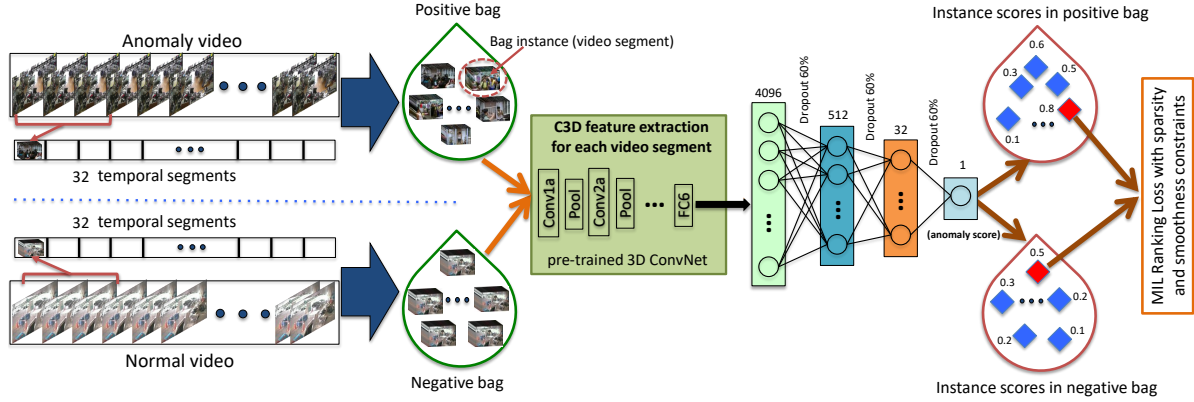 Anomaly video
32 temporal segments
32 temporal segments
Normal video
Positive bag
Bag instance (video segment)
Negative bag
C3D feature extraction
for each video segment
Conv1a
Pool
Conv2a
Pool
FC6
pre-trained 3D ConvNet
4096
Dropout 60%
512
Dropout 60%
32
Dropout 60%
1
(anomaly score)
Instance scores in positive bag
0.6
0.3
0.5
0.8
0.1
0.5
0.3
0.2
0.2
0.1
Instance scores in negative bag
MIL Ranking Loss with sparsity
and smoothness constraints